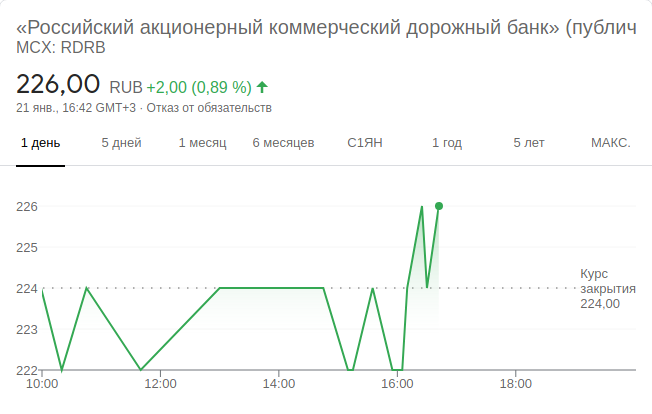 «Российский акционерный коммерческий дорожный банк» (публич
MCX: RDRB
226,00 RUB +2,00 (0,89 %)
21 янв., 16:42 GMT+3 · Отказ от обязательств
1 день 5 дней 1 месяц 6 месяцев С1ЯН 1 год 5 лет МАКС.
226
225
224
223
222
Курс
закрытия
224,00
10:00 12:00 14:00 16:00 18:00